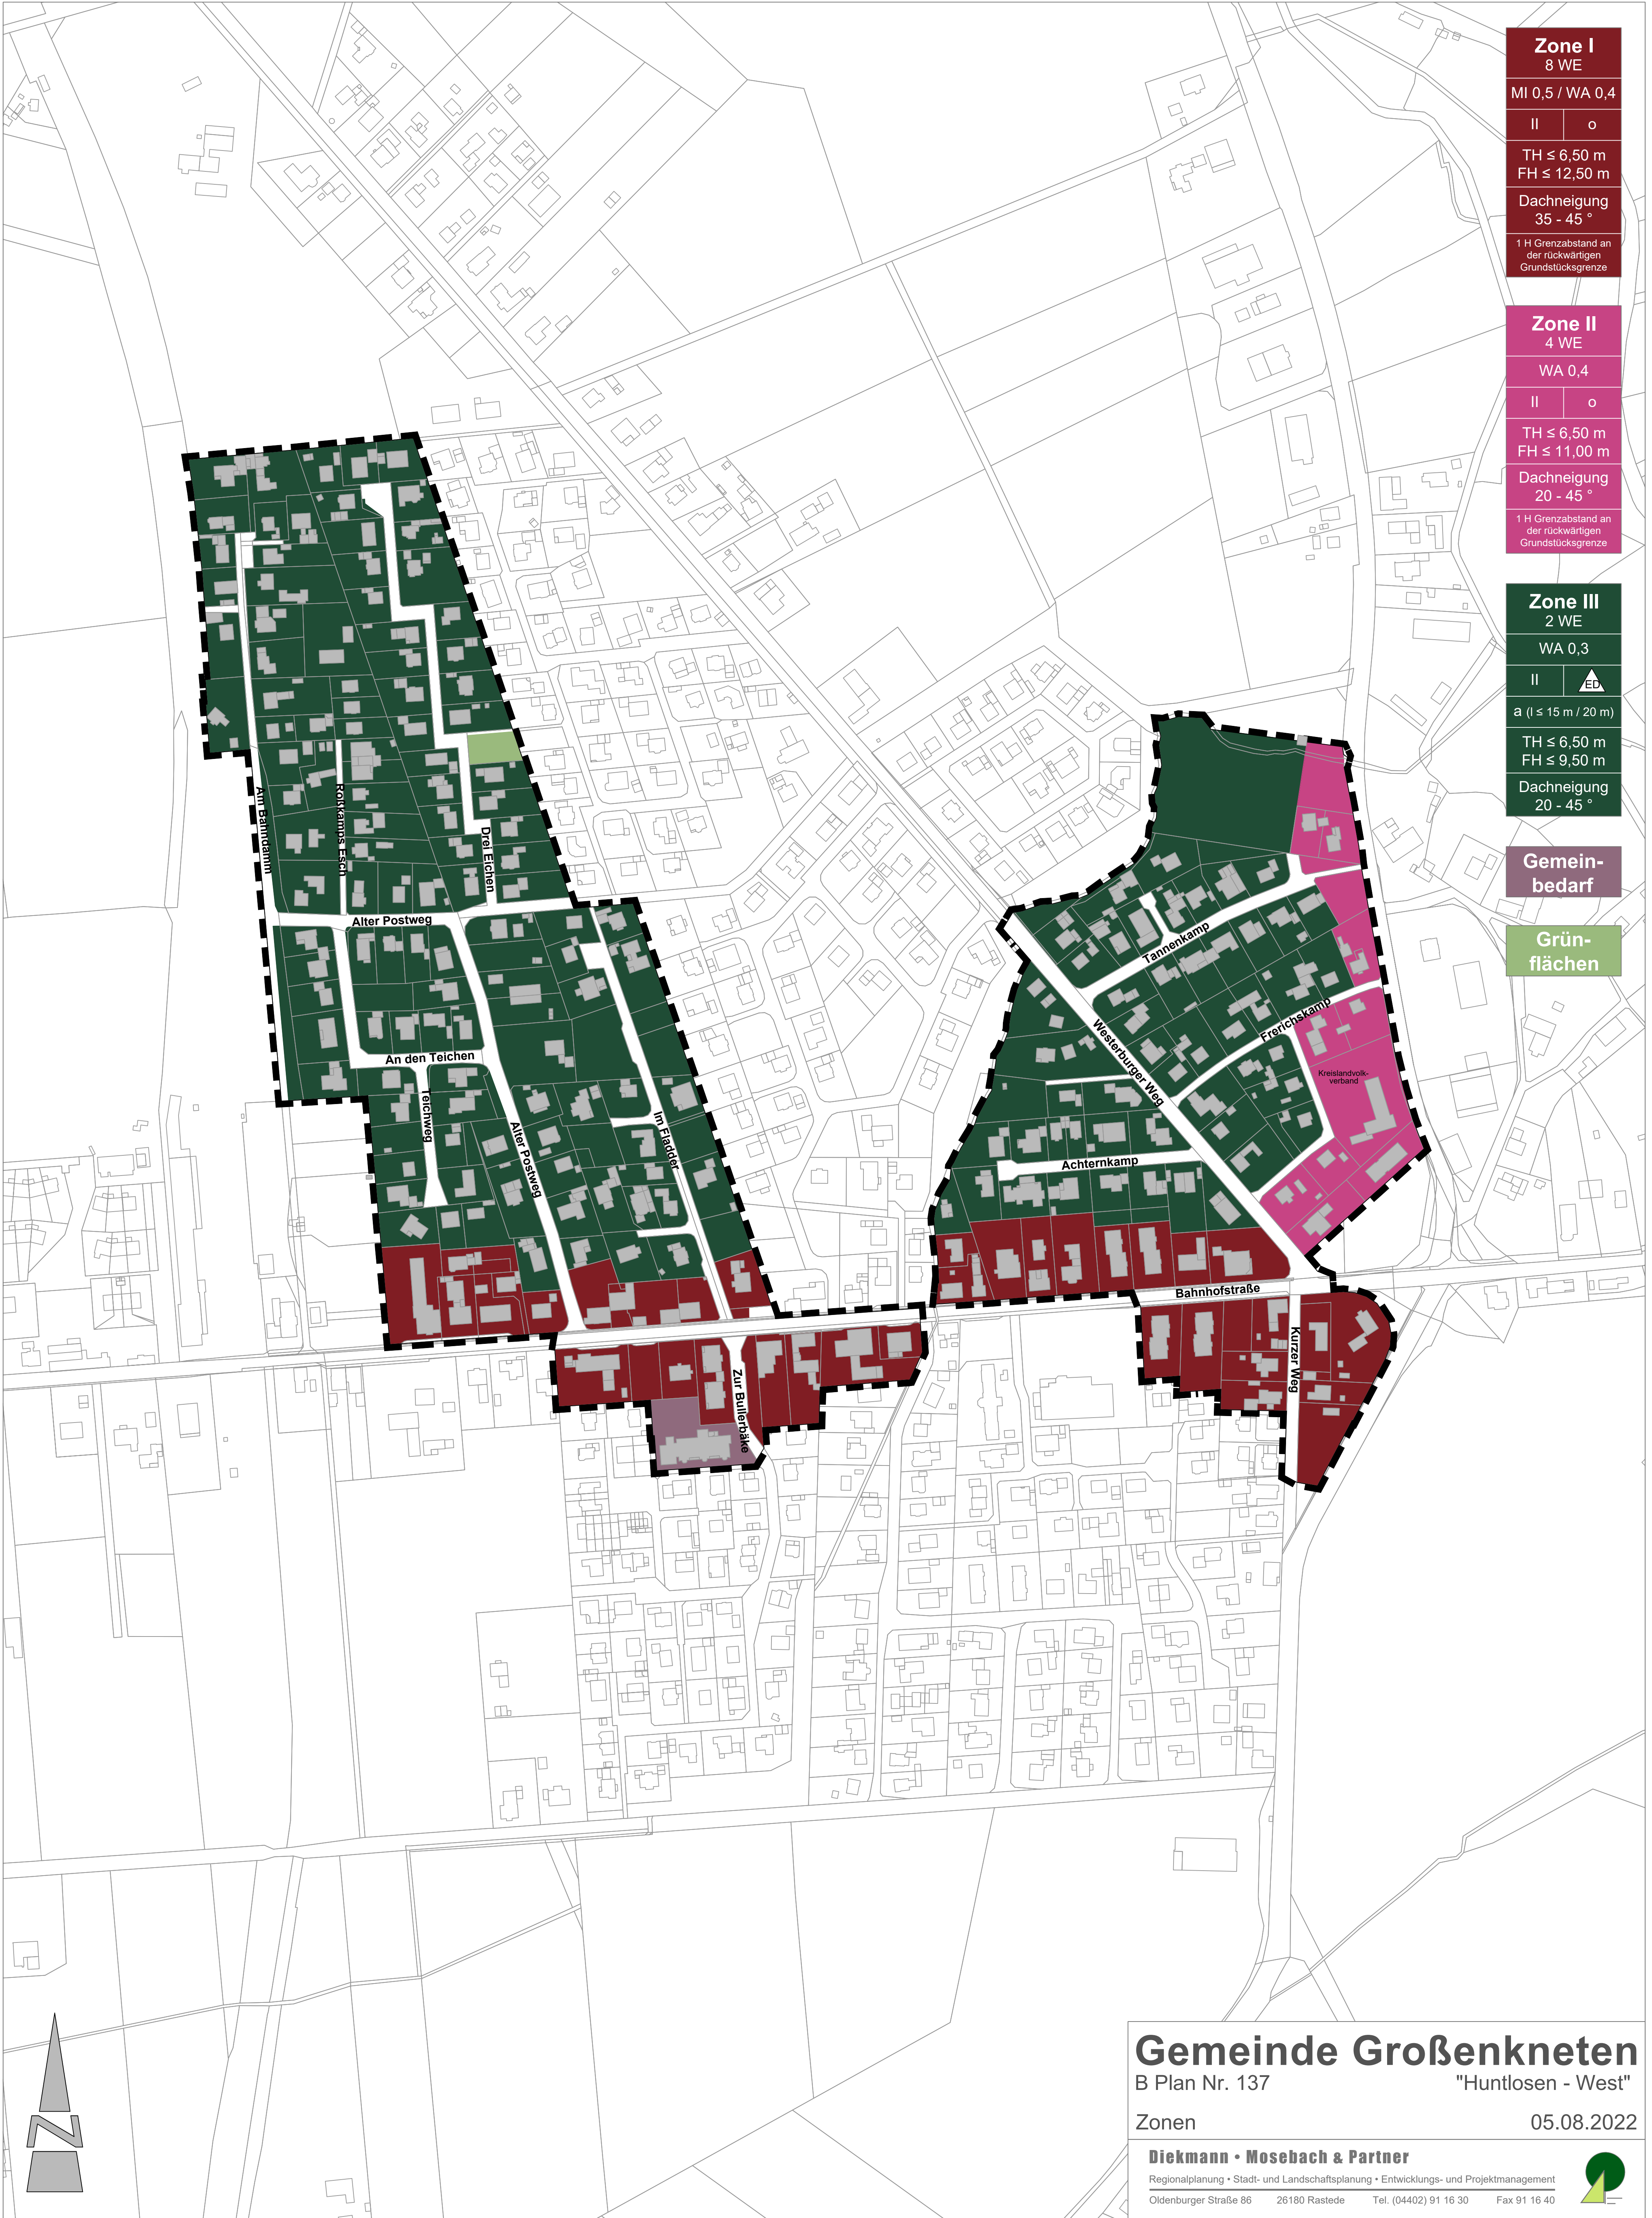 Zone I
8 WE
MI 0,5 / WA 0,4
II
o
TH ≤ 6,50 m
FH ≤ 12,50 m
Dachneigung
35 - 45 °
1 H Grenzabstand an
der rückwärtigen
Grundstücksgrenze
Zone II
4 WE
WA 0,4
II
o
TH ≤ 6,50 m
FH ≤ 11,00 m
Dachneigung
20 - 45 °
1 H Grenzabstand an
der rückwärtigen
Grundstücksgrenze
Zone III
2 WE
WA 0,3
II
ED
a (l ≤ 15 m / 20 m)
TH ≤ 6,50 m
FH ≤ 9,50 m
Dachneigung
20 - 45 °
Gemein-
bedarf
Grün-
flächen
Am Bahndamm
Roßkamps Esch
Drei Eichen
Alter Postweg
An den Teichen
Teichweg
Alter Postweg
Im Fladder
Tannenkamp
Westerburger Weg
Frerichskamp
Kreislandvolk-
verband
Achternkamp
Bahnhofstraße
Kurzer Weg
Zur Bullerbäke
N
Gemeinde Großenkneten
B Plan Nr. 137
"Huntlosen - West"
Zonen
05.08.2022
Diekmann • Mosebach & Partner
Regionalplanung • Stadt- und Landschaftsplanung • Entwicklungs- und Projektmanagement
Oldenburger Straße 86
26180 Rastede
Tel. (04402) 91 16 30
Fax 91 16 40